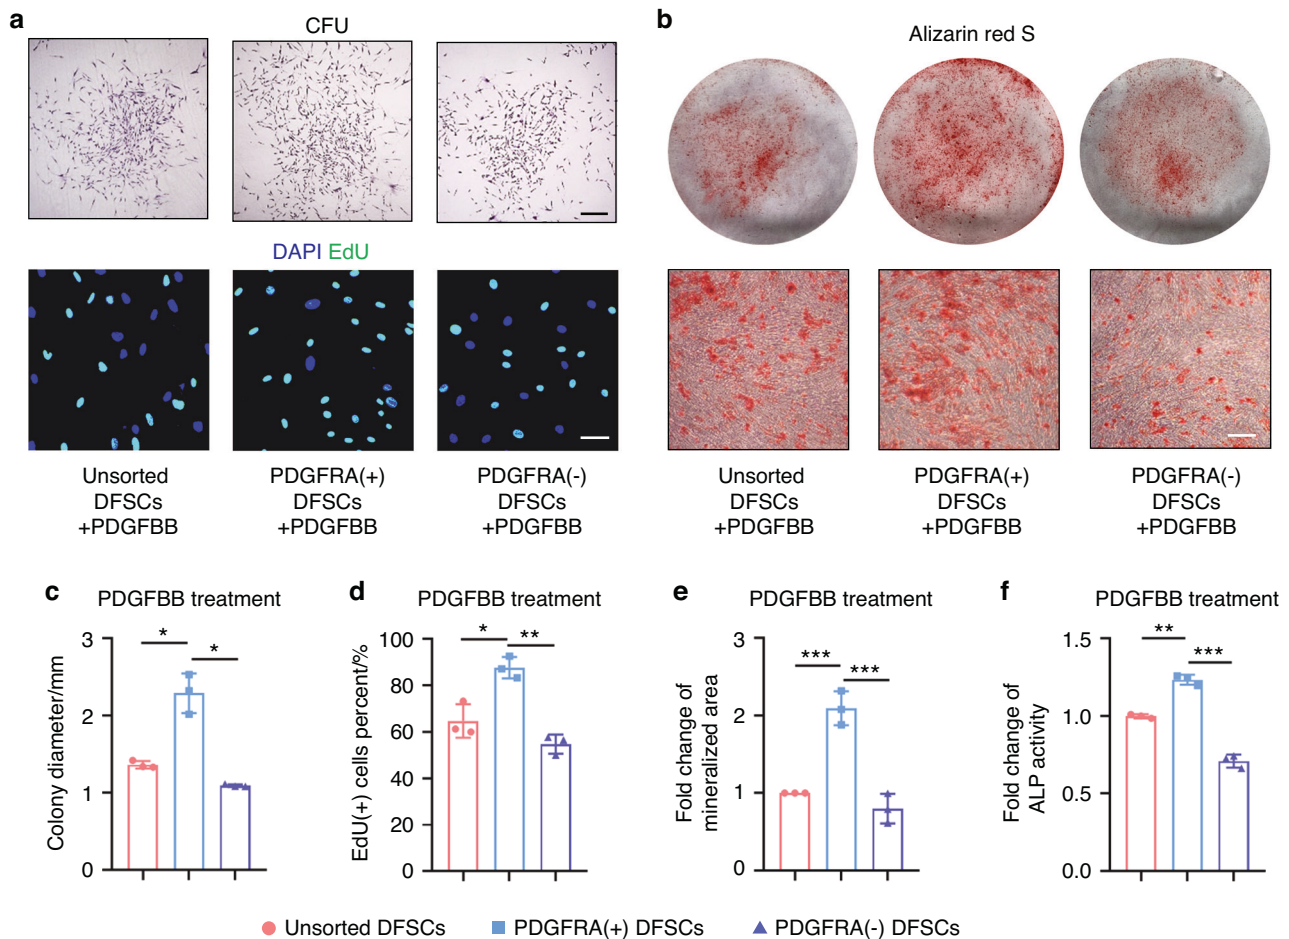 a
CFU
DAPI EdU
Unsorted
DFSCs
+PDGFBB
PDGFRA(+)
DFSCs
+PDGFBB
PDGFRA(-)
DFSCs
+PDGFBB
b
Alizarin red S
Unsorted
DFSCs
+PDGFBB
PDGFRA(+)
DFSCs
+PDGFBB
PDGFRA(-)
DFSCs
+PDGFBB
c
PDGFBB treatment
Colony diameter/mm
3
2
1
0
*
*
d
PDGFBB treatment
EdU(+) cells percent/%
100
80
60
40
20
0
*
**
e
PDGFBB treatment
Fold change of
mineralized area
3
2
1
0
***
***
f
PDGFBB treatment
Fold change of
ALP activity
1.5
1.0
0.5
0.0
**
***
Unsorted DFSCs
PDGFRA(+) DFSCs
PDGFRA(-) DFSCs